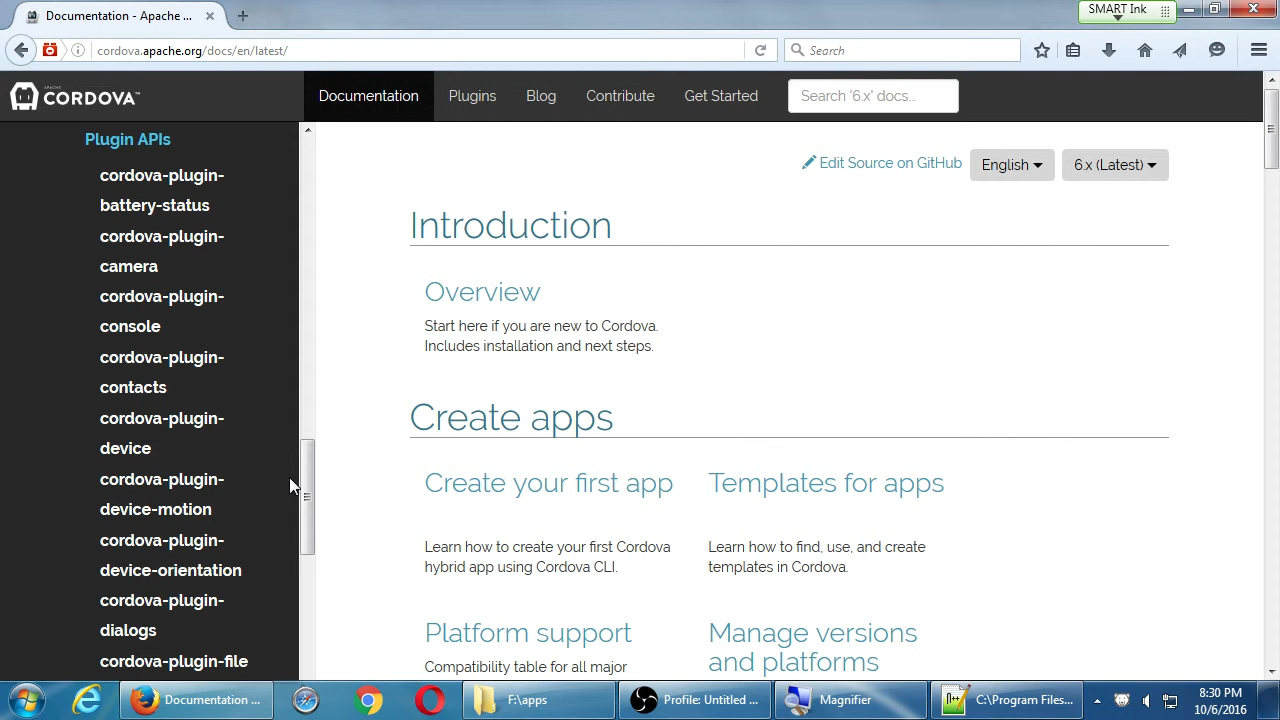 Documentation - Apache ...
SMART Ink
cordova.apache.org/docs/en/latest/
Search
APACHE
CORDOVA™
Documentation
Plugins
Blog
Contribute
Get Started
Search '6.x' docs...
Plugin APIs
cordova-plugin-
battery-status
cordova-plugin-
camera
cordova-plugin-
console
cordova-plugin-
contacts
cordova-plugin-
device
cordova-plugin-
device-motion
cordova-plugin-
device-orientation
cordova-plugin-
dialogs
cordova-plugin-file
Edit Source on GitHub
English
6.x (Latest)
Introduction
Overview
Start here if you are new to Cordova.
Includes installation and next steps.
Create apps
Create your first app
Learn how to create your first Cordova
hybrid app using Cordova CLI.
Templates for apps
Learn how to find, use, and create
templates in Cordova.
Platform support
Compatibility table for all major
Manage versions
and platforms
Documentation ...
F:\apps
Profile: Untitled ...
Magnifier
C:\Program Files...
8:30 PM
10/6/2016